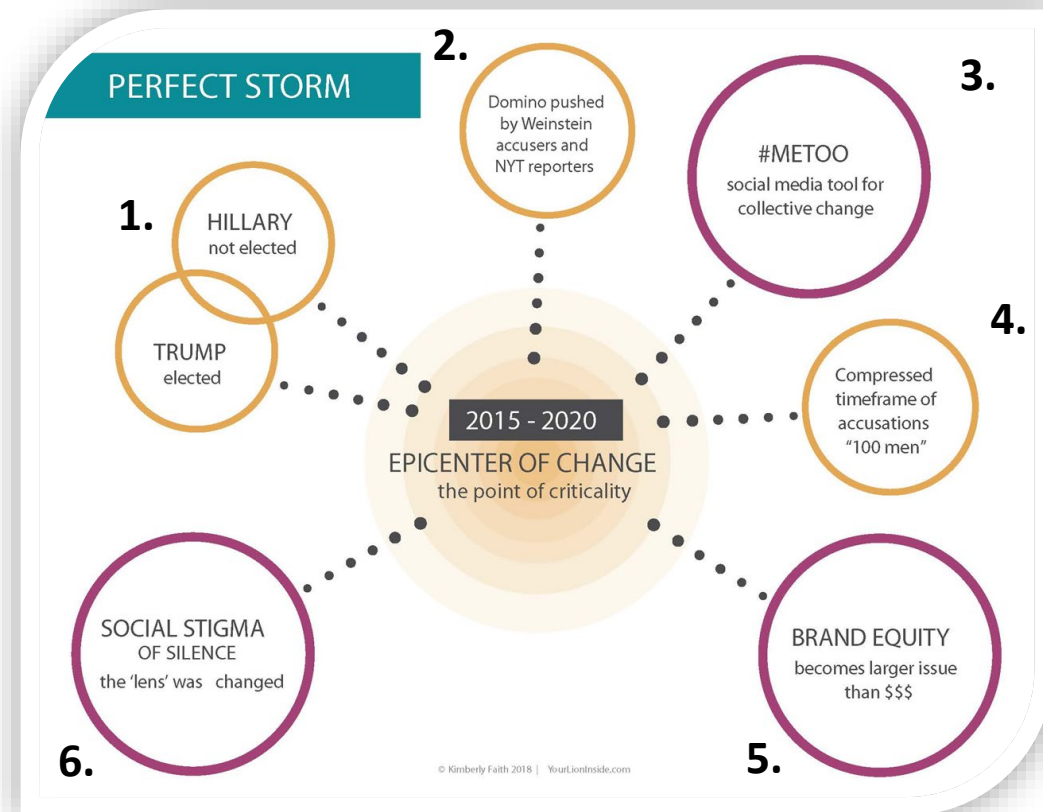 PERFECT STORM
1.
HILLARY
not elected
TRUMP
elected
2.
Domino pushed
by Weinstein
accusers and
NYT reporters
3.
#METOO
social media tool for
collective change
4.
Compressed
timeframe of
accusations
“100 men”
2015 - 2020
EPICENTER OF CHANGE
the point of criticality
5.
BRAND EQUITY
becomes larger issue
than $$$
6.
SOCIAL STIGMA
OF SILENCE
the ‘lens’ was changed
© Kimberly Faith 2018 | YourLionInside.com